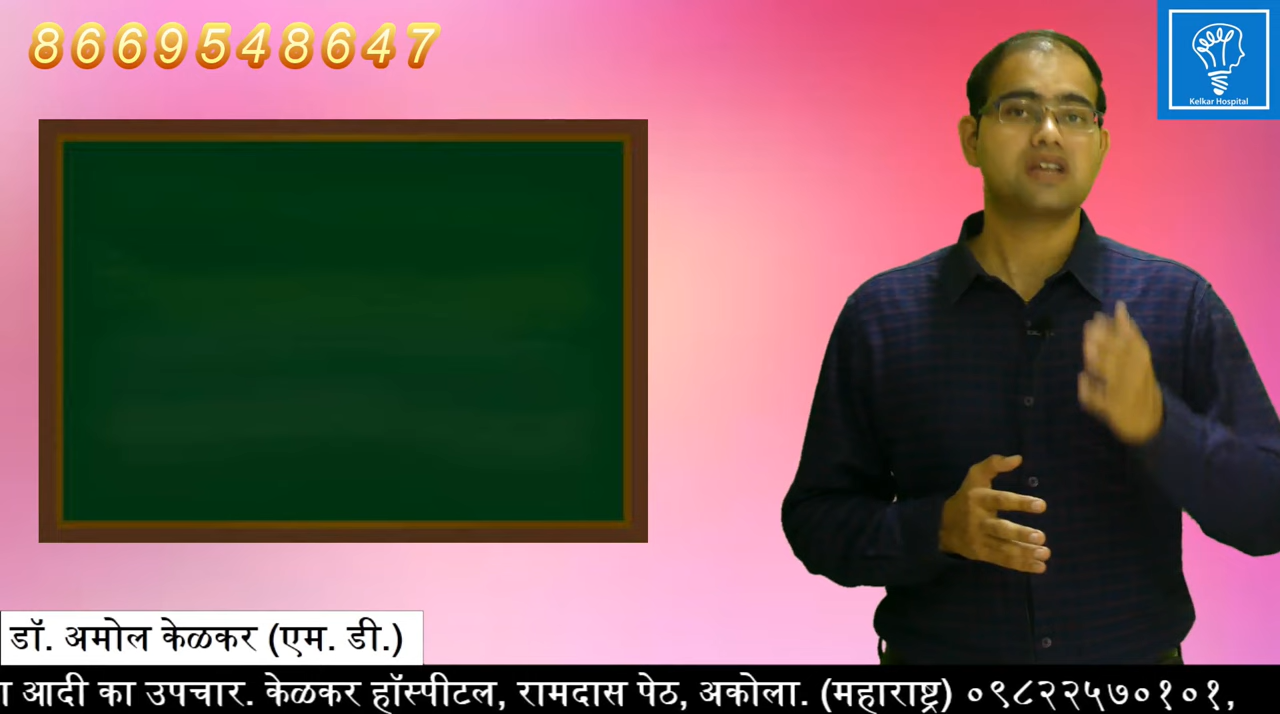 8669548647
Kelkar Hospital
डॉ. अमोल केळकर (एम. डी.)
आदी का उपचार. केळकर हॉस्पीटल, रामदास पेठ, अकोला. (महाराष्ट्र) ०९८२२५७०१०१,